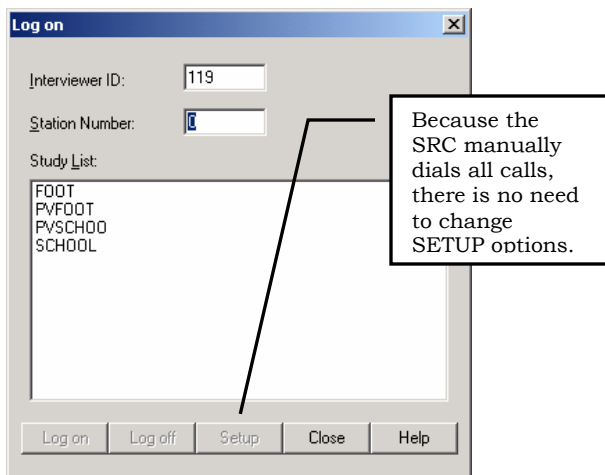 Log on
Interviewer ID: 119
Station Number: 0
Study List:
FOOT
PVFOOT
PVSCHOO
SCHOOL
Because the
SRC manually
dials all calls,
there is no need
to change
SETUP options.
Log on Log off Setup Close Help